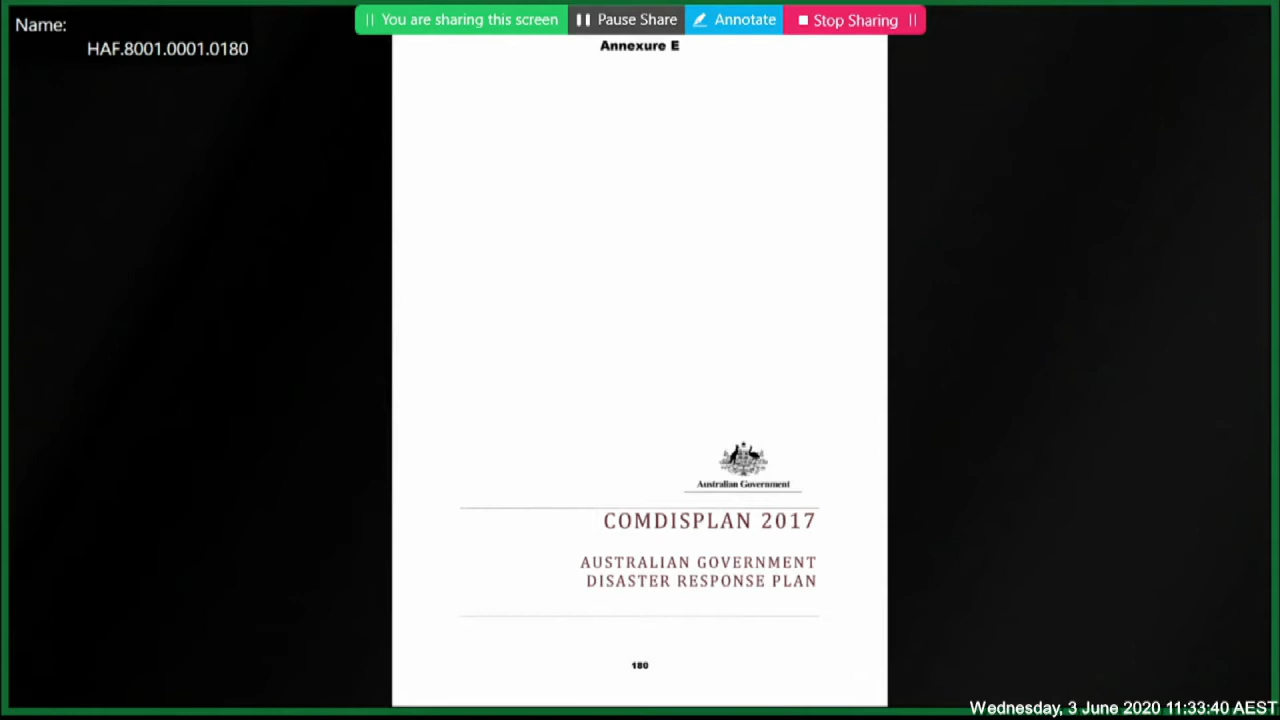 Name:
HAF.8001.0001.0180
You are sharing this screen
Pause Share
Annotate
Stop Sharing
Annexure E
Australian Government
COMDISPLAN 2017
AUSTRALIAN GOVERNMENT
DISASTER RESPONSE PLAN
180
Wednesday, 3 June 2020 11:33:40 AEST